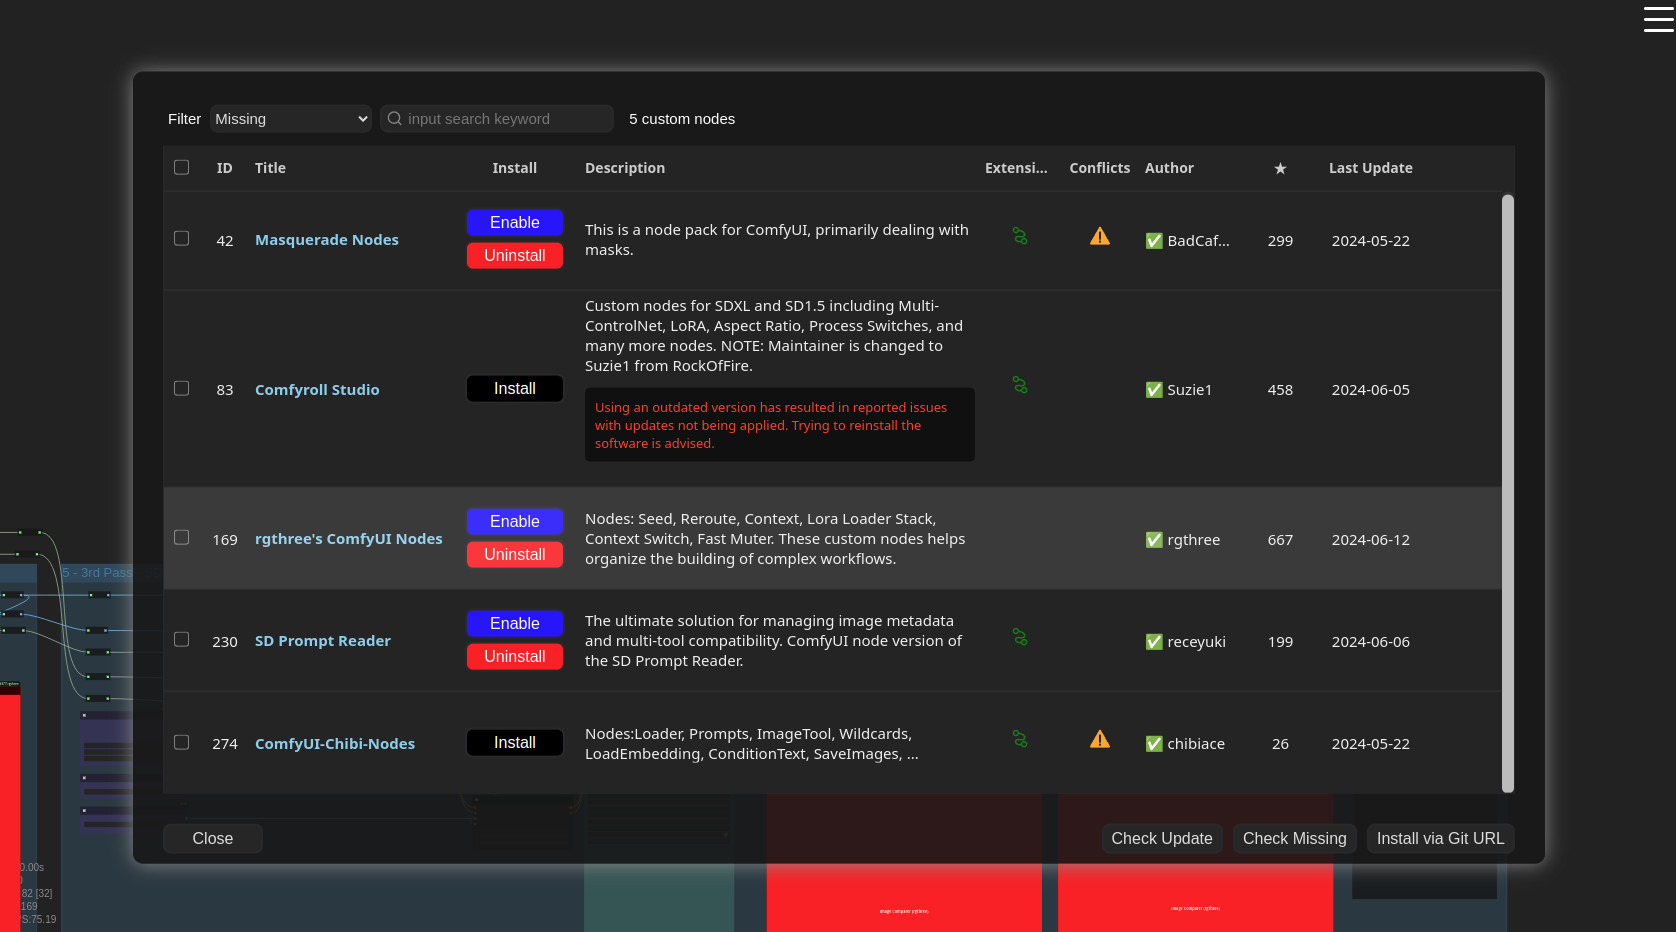 Filter
Missing
input search keyword
5 custom nodes
ID Title Install Description Extensi... Conflicts Author ★ Last Update
42
Masquerade Nodes
Enable
Uninstall
This is a node pack for ComfyUI, primarily dealing with
masks.
✅ BadCaf...
299
2024-05-22
83
Comfyroll Studio
Install
Custom nodes for SDXL and SD1.5 including Multi-
ControlNet, LoRA, Aspect Ratio, Process Switches, and
many more nodes. NOTE: Maintainer is changed to
Suzie1 from RockOfFire.
Using an outdated version has resulted in reported issues
with updates not being applied. Trying to reinstall the
software is advised.
✅ Suzie1
458
2024-06-05
169
rgthree's ComfyUI Nodes
Enable
Uninstall
Nodes: Seed, Reroute, Context, Lora Loader Stack,
Context Switch, Fast Muter. These custom nodes helps
organize the building of complex workflows.
✅ rgthree
667
2024-06-12
5 - 3rd Pass
230
SD Prompt Reader
Enable
Uninstall
The ultimate solution for managing image metadata
and multi-tool compatibility. ComfyUI node version of
the SD Prompt Reader.
✅ receyuki
199
2024-06-06
274
ComfyUI-Chibi-Nodes
Install
Nodes:Loader, Prompts, ImageTool, Wildcards,
LoadEmbedding, ConditionText, SaveImages, ...
✅ chibiace
26
2024-05-22
Close
Check Update
Check Missing
Install via Git URL
0.00s
82 [32]
169
S:75.19
Image Comparer (rgthree)
Image Comparer (rgthree)